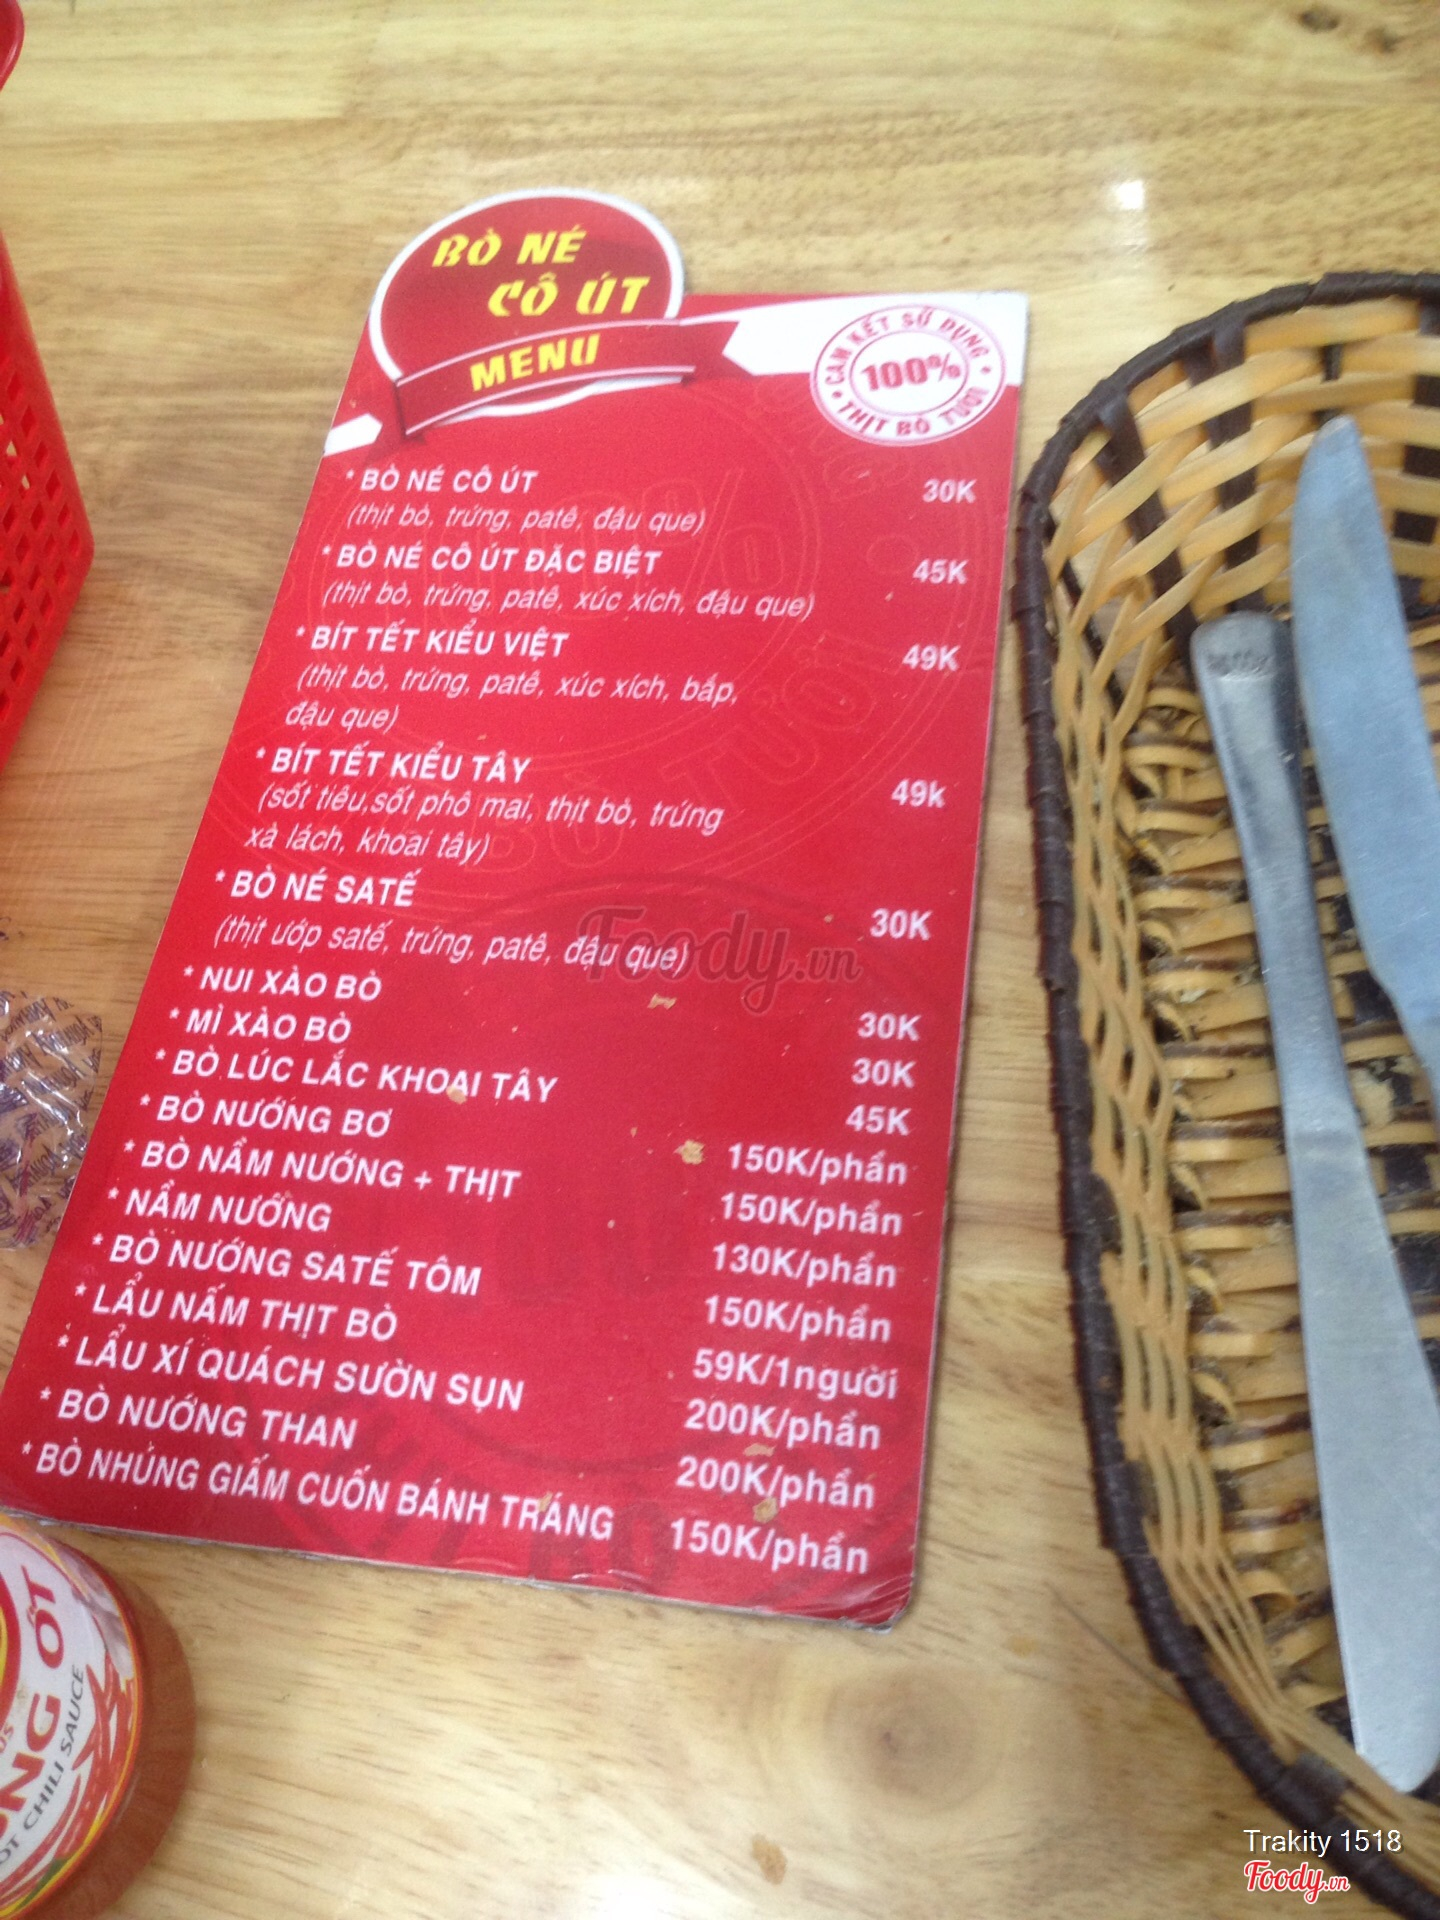 BÒ NÉ
CÔ ÚT
MENU
CAM KẾT SỬ DỤNG
100%
THỊT BÒ TƯƠI
* BÒ NÉ CÔ ÚT 30K
(thịt bò, trứng, patê, đậu que)
* BÒ NÉ CÔ ÚT ĐẶC BIỆT 45K
(thịt bò, trứng, patê, xúc xích, đậu que)
* BÍT TẾT KIỂU VIỆT 49K
(thịt bò, trứng, patê, xúc xích, bắp,
đậu que)
* BÍT TẾT KIỂU TÂY 49k
(sốt tiêu,sốt phô mai, thịt bò, trứng
xà lách, khoai tây)
* BÒ NÉ SATẾ 30K
(thịt ướp satế, trứng, patê, đậu que)
* NUI XÀO BÒ 30K
* MÌ XÀO BÒ 30K
* BÒ LÚC LẮC KHOAI TÂY 45K
* BÒ NƯỚNG BƠ 150K/phần
* BÒ NẦM NƯỚNG + THỊT 150K/phần
* NẦM NƯỚNG 130K/phần
* BÒ NƯỚNG SATẾ TÔM 150K/phần
* LẨU NẤM THỊT BÒ 59K/1người
* LẨU XÍ QUÁCH SƯỜN SỤN 200K/phần
* BÒ NƯỚNG THAN 200K/phần
* BÒ NHÚNG GIẤM CUỐN BÁNH TRÁNG 150K/phần
Foody.vn
ỚT
CHILI SAUCE
Trakity 1518
Foody.vn